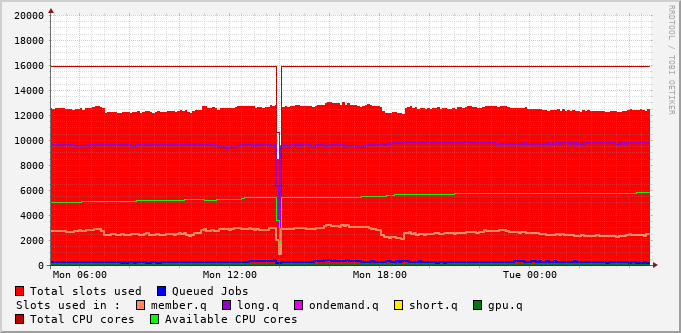 RRDTOOL / TOBI OETIKER
20000
18000
16000
14000
12000
10000
8000
6000
4000
2000
0
Mon 06:00 Mon 12:00 Mon 18:00 Tue 00:00
Total slots used Queued Jobs
Slots used in : member.q long.q ondemand.q short.q gpu.q
Total CPU cores Available CPU cores